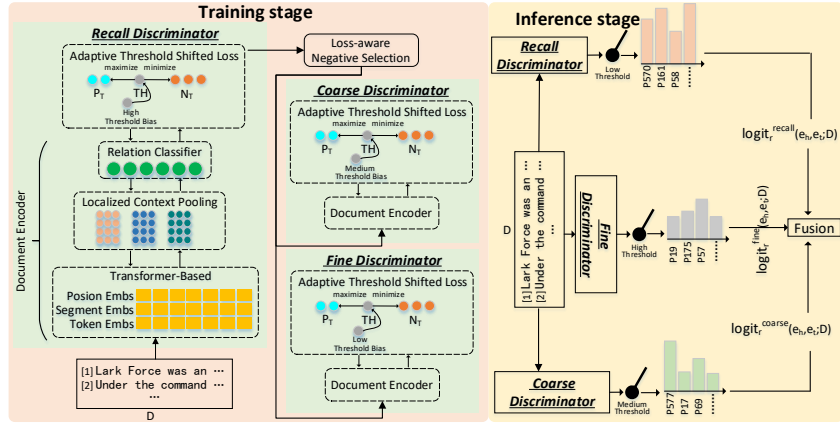 Training stage
Recall Discriminator
Adaptive Threshold Shifted Loss
maximize minimize
P_T TH N_T
High
Threshold Bias
Relation Classifier
Localized Context Pooling
Transformer-Based
Posion Embs
Segment Embs
Token Embs
Document Encoder
[1]Lark Force was an …
[2]Under the command …
…
D
Loss-aware
Negative Selection
Coarse Discriminator
Adaptive Threshold Shifted Loss
maximize minimize
P_T TH N_T
Medium
Threshold Bias
Document Encoder
Fine Discriminator
Adaptive Threshold Shifted Loss
maximize minimize
P_T TH N_T
Low
Threshold Bias
Document Encoder
Inference stage
Recall
Discriminator
Low
Threshold
P570
P161
P58
……
logit_r^recall(e_h,e_t;D)
D
[1]Lark Force was an …
[2]Under the command …
…
Fine
Discriminator
High
Threshold
P19
P175
P57
……
logit_r^fine(e_h,e_t;D)
Fusion
Coarse
Discriminator
Medium
Threshold
P577
P17
P69
……
logit_r^coarse(e_h,e_t;D)